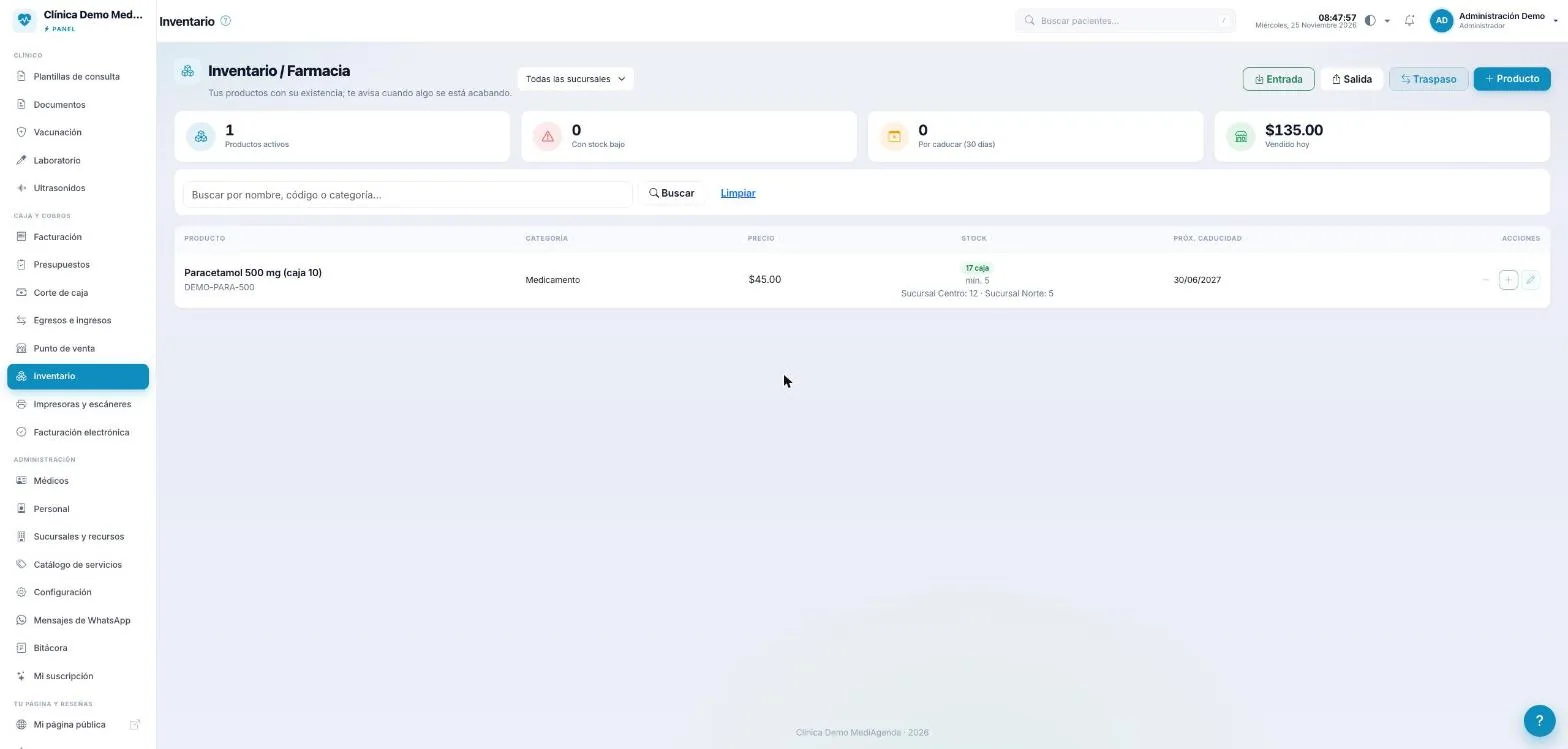 Clínica Demo Med...
PANEL
CLÍNICO
Plantillas de consulta
Documentos
Vacunación
Laboratorio
Ultrasonidos
CAJA Y COBROS
Facturación
Presupuestos
Corte de caja
Egresos e ingresos
Punto de venta
Inventario
Impresoras y escáneres
Facturación electrónica
ADMINISTRACIÓN
Médicos
Personal
Sucursales y recursos
Catálogo de servicios
Configuración
Mensajes de WhatsApp
Bitácora
Mi suscripción
TU PÁGINA Y RESEÑAS
Mi página pública
Inventario ?
Buscar pacientes... /
08:47:57
Miércoles, 25 Noviembre 2026
AD
Administración Demo
Administrador
Inventario / Farmacia
Tus productos con su existencia; te avisa cuando algo se está acabando.
Todas las sucursales
Entrada
Salida
Traspaso
+ Producto
1
Productos activos
0
Con stock bajo
0
Por caducar (30 días)
$135.00
Vendido hoy
Buscar por nombre, código o categoría...
Buscar
Limpiar
PRODUCTO CATEGORÍA PRECIO STOCK PRÓX. CADUCIDAD ACCIONES
Paracetamol 500 mg (caja 10)
DEMO-PARA-500
Medicamento
$45.00
17 caja
mín. 5
Sucursal Centro: 12 · Sucursal Norte: 5
30/06/2027
Clínica Demo MediAgenda · 2026
?